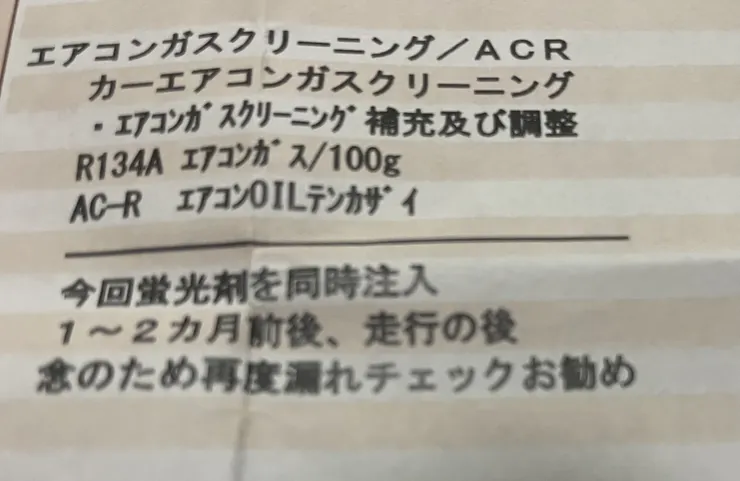 エアコンガスクリーニング/ACR
カーエアコンガスクリーニング
・エアコンガスクリーニング補充及び調整
R134A エアコンガス/100g
AC-R エアコンOILテンカザイ
今回蛍光剤を同時注入
1~2カ月前後、走行の後
念のため再度漏れチェックお勧め